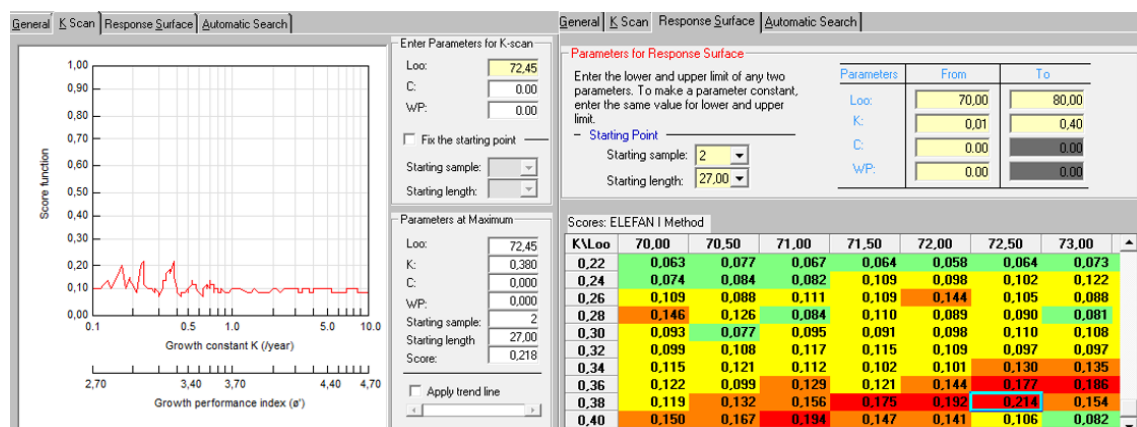 General K Scan Response Surface Automatic Search
Enter Parameters for K-scan
Loo: 72,45
C: 0.00
WP: 0.00
Fix the starting point
Starting sample:
Starting length:
Parameters at Maximum
Loo: 72,45
K: 0,380
C: 0,000
WP: 0,000
Starting sample: 2
Starting length 27,00
Score: 0,218
Apply trend line
Score function
1,00
0,90
0,80
0,70
0,60
0,50
0,40
0,30
0,20
0,10
0,00
0.1 0.5 1.0 5.0 10.0
Growth constant K (/year)
2,70 3,40 3,70 4,40 4,70
Growth performance index (ø')
General K Scan Response Surface Automatic Search
Parameters for Response Surface
Enter the lower and upper limit of any two
parameters. To make a parameter constant,
enter the same value for lower and upper
limit.
Starting Point
Starting sample: 2
Starting length: 27,00
Parameters From To
Loo: 70,00 80,00
K: 0,01 0,40
C: 0.00 0.00
WP: 0.00 0.00
Scores: ELEFAN I Method
K\Loo 70,00 70,50 71,00 71,50 72,00 72,50 73,00
0,22 0,063 0,077 0,067 0,064 0,058 0,064 0,073
0,24 0,074 0,084 0,082 0,109 0,098 0,102 0,122
0,26 0,109 0,088 0,111 0,109 0,144 0,105 0,088
0,28 0,146 0,126 0,084 0,110 0,089 0,090 0,081
0,30 0,093 0,077 0,095 0,091 0,098 0,110 0,108
0,32 0,099 0,108 0,117 0,115 0,109 0,097 0,097
0,34 0,115 0,121 0,112 0,102 0,101 0,130 0,135
0,36 0,122 0,099 0,129 0,121 0,144 0,177 0,186
0,38 0,119 0,132 0,156 0,175 0,192 0,214 0,154
0,40 0,150 0,167 0,194 0,147 0,141 0,106 0,082